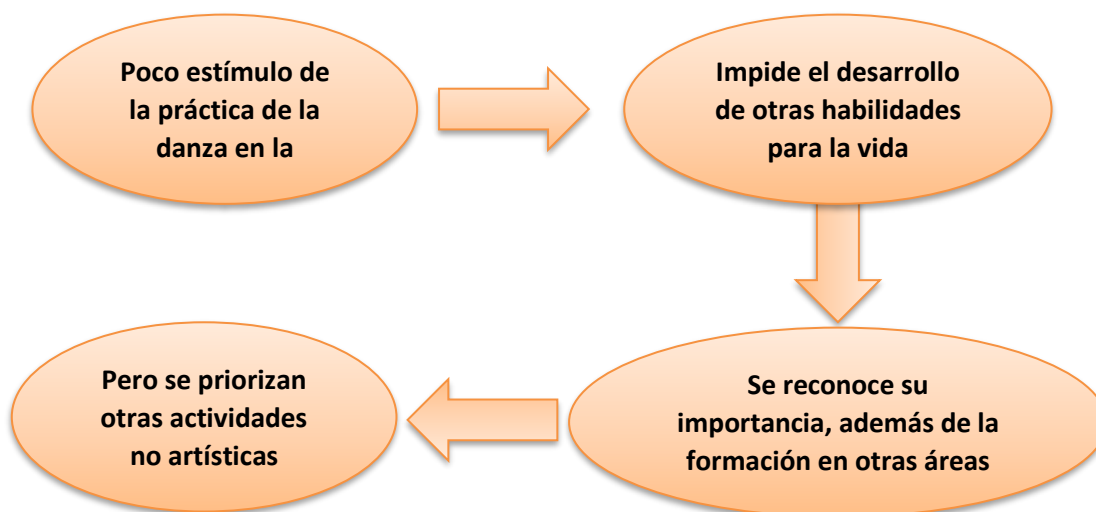 Poco estímulo de
la práctica de la
danza en la
Impide el desarrollo
de otras habilidades
para la vida
Se reconoce su
importancia, además de la
formación en otras áreas
Pero se priorizan
otras actividades
no artísticas